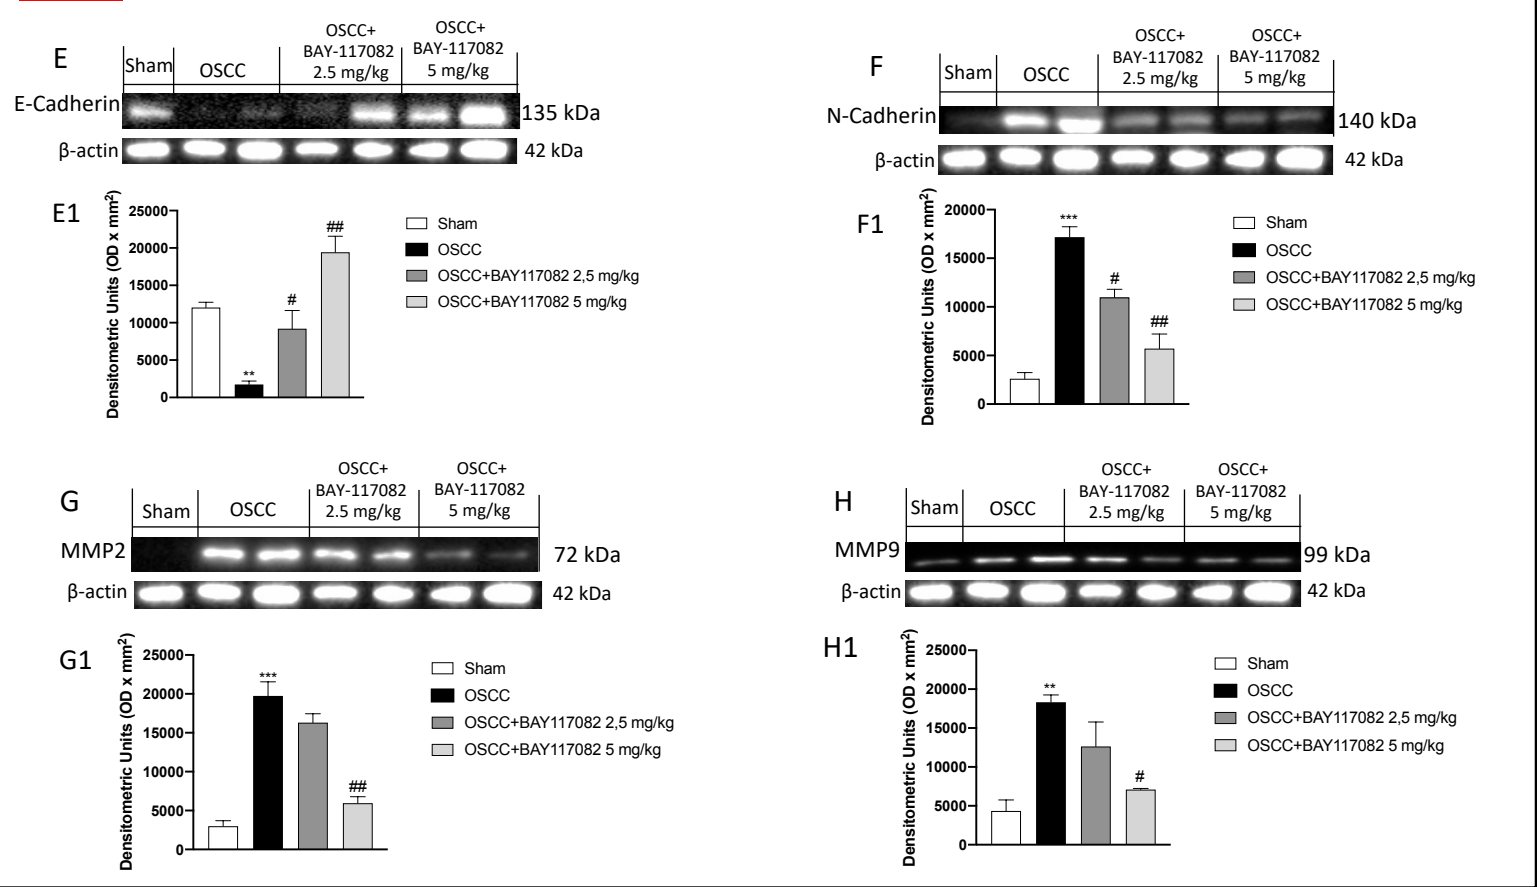 E
Sham
OSCC
OSCC+
BAY-117082
2.5 mg/kg
OSCC+
BAY-117082
5 mg/kg
E-Cadherin
135 kDa
β-actin
42 kDa
F
Sham
OSCC
OSCC+
BAY-117082
2.5 mg/kg
OSCC+
BAY-117082
5 mg/kg
N-Cadherin
140 kDa
β-actin
42 kDa
E1
Densitometric Units (OD x mm²)
25000
20000
15000
10000
5000
0
**
#
##
Sham
OSCC
OSCC+BAY117082 2,5 mg/kg
OSCC+BAY117082 5 mg/kg
F1
Densitometric Units (OD x mm²)
20000
15000
10000
5000
0
***
#
##
Sham
OSCC
OSCC+BAY117082 2,5 mg/kg
OSCC+BAY117082 5 mg/kg
G
Sham
OSCC
OSCC+
BAY-117082
2.5 mg/kg
OSCC+
BAY-117082
5 mg/kg
MMP2
72 kDa
β-actin
42 kDa
H
Sham
OSCC
OSCC+
BAY-117082
2.5 mg/kg
OSCC+
BAY-117082
5 mg/kg
MMP9
99 kDa
β-actin
42 kDa
G1
Densitometric Units (OD x mm²)
25000
20000
15000
10000
5000
0
***
##
Sham
OSCC
OSCC+BAY117082 2,5 mg/kg
OSCC+BAY117082 5 mg/kg
H1
Densitometric Units (OD x mm²)
25000
20000
15000
10000
5000
0
**
#
Sham
OSCC
OSCC+BAY117082 2,5 mg/kg
OSCC+BAY117082 5 mg/kg